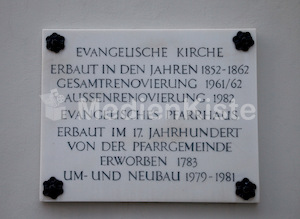 EVANGELISCHE KIRCHE
ERBAUT IN DEN JAHREN 1852-1862
GESAMTRENOVIERUNG 1961/62
AUSSENRENOVIERUNG 1982
MedienKiste
EVANGELISCHES PFARRHAUS
ERBAUT IM 17. JAHRHUNDERT
VON DER PFARRGEMEINDE
ERWORBEN 1783
UM- UND NEUBAU 1979-1981